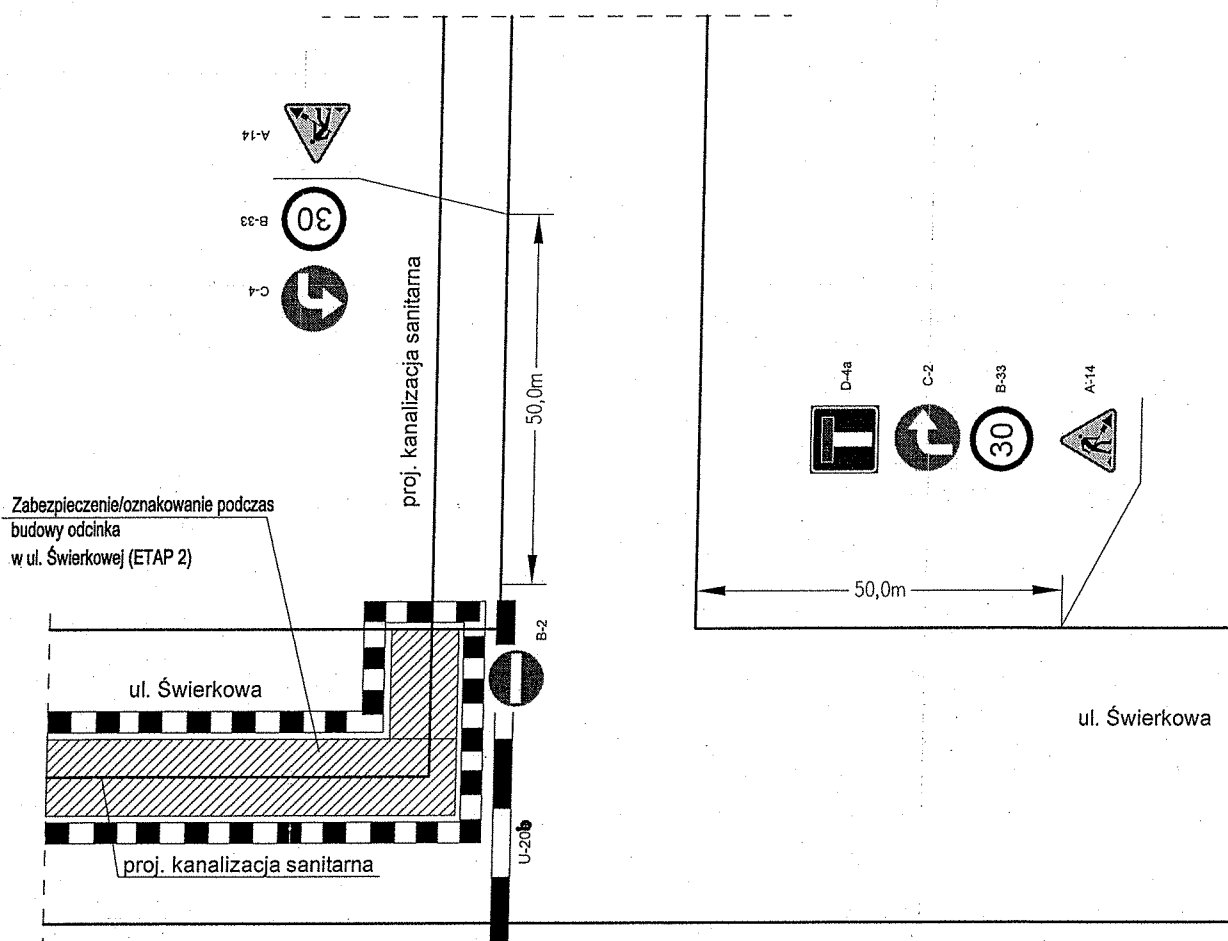 A-14
B-33
30
C-4
proj. kanalizacja sanitarna
50,0m
D-4a
C-2
B-33
A-14
30
Zabezpieczenie/oznakowanie podczas
budowy odcinka
w ul. Świerkowej (ETAP 2)
50,0m
B-2
ul. Świerkowa
ul. Świerkowa
U-20b
proj. kanalizacja sanitarna